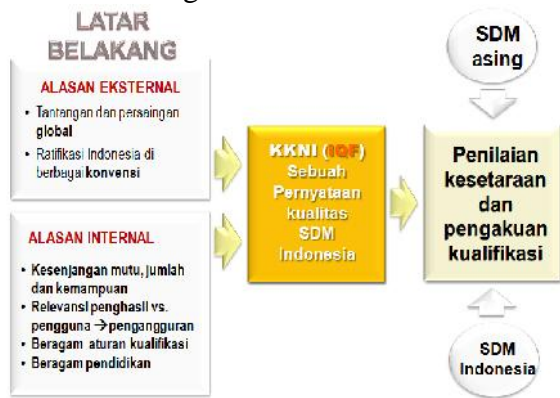 LATAR
BELAKANG
ALASAN EKSTERNAL
• Tantangan dan persaingan
global
• Ratifikasi Indonesia di
berbagai konvensi
ALASAN INTERNAL
• Kesenjangan mutu, jumlah
dan kemampuan
• Relevansi penghasil vs.
pengguna → pengangguran
• Beragam aturan kualifikasi
• Beragam pendidikan
KKNI (IQF)
Sebuah
Pernyataan
kualitas
SDM
Indonesia
SDM
asing
Penilaian
kesetaraan
dan
pengakuan
kualifikasi
SDM
Indonesia